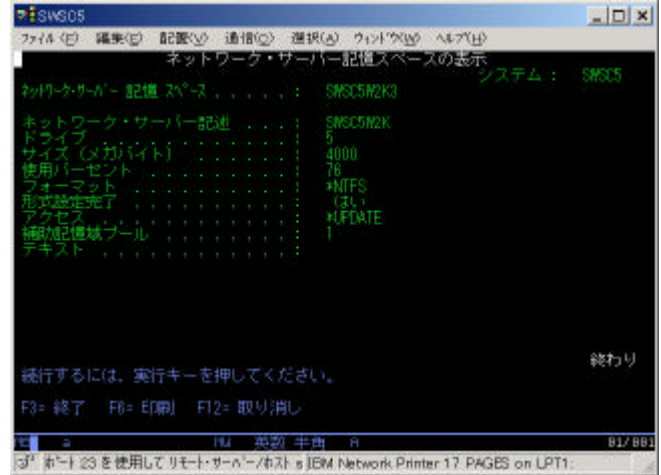 SWSC5
ファイル(F) 編集(E) 配置(V) 通信(C) 選択(A) ウィンドウ(W) ヘルプ(H)
ネットワーク・サーバー記憶スペースの表示
システム : SWSC5
ネットワーク・サーバー 記憶 スペース . . . . . : SWSC5W2K3
ネットワーク・サーバー記述 . . . . : SWSC5W2K
ドライブ . . . . . . . . . . . . . : 5
サイズ (メガバイト) . . . . . . . : 4000
使用パーセント . . . . . . . . . . : 76
フォーマット . . . . . . . . . . . : *NTFS
形式設定完了 . . . . . . . . . . . : はい
アクセス . . . . . . . . . . . . . : *UPDATE
補助記憶域プール . . . . . . . . . : 1
テキスト . . . . . . . . . . . . . :
終わり
続行するには,実行キーを押してください。
F3= 終了 F6= 印刷 F12= 取り消し
a MW 英数 半角 A 01/001
ポート 23 を使用して リモート・サーバー/ホスト s IBM Network Printer 17 PAGES on LPT1: